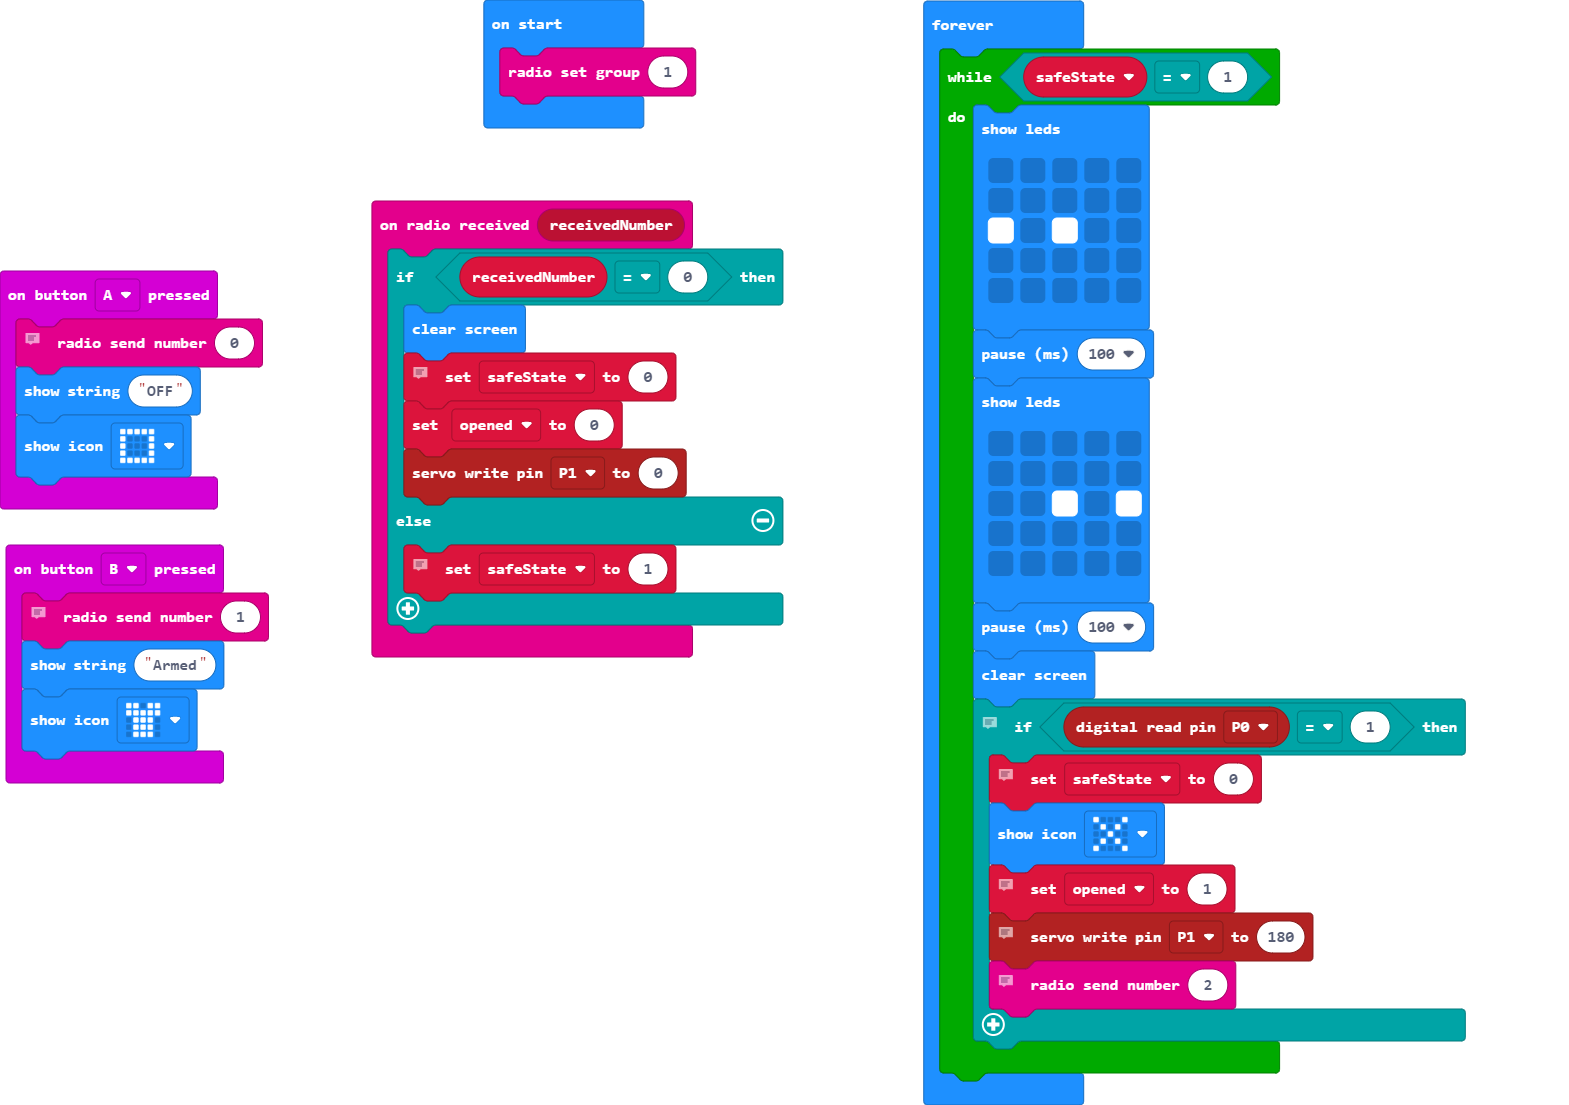 on start
radio set group 1
on button A pressed
radio send number 0
show string "OFF"
show icon
on button B pressed
radio send number 1
show string "Armed"
show icon
on radio received receivedNumber
if receivedNumber = 0 then
clear screen
set safeState to 0
set opened to 0
servo write pin P1 to 0
else
set safeState to 1
forever
while safeState = 1
do
show leds
pause (ms) 100
show leds
pause (ms) 100
clear screen
if digital read pin P0 = 1 then
set safeState to 0
show icon
set opened to 1
servo write pin P1 to 180
radio send number 2